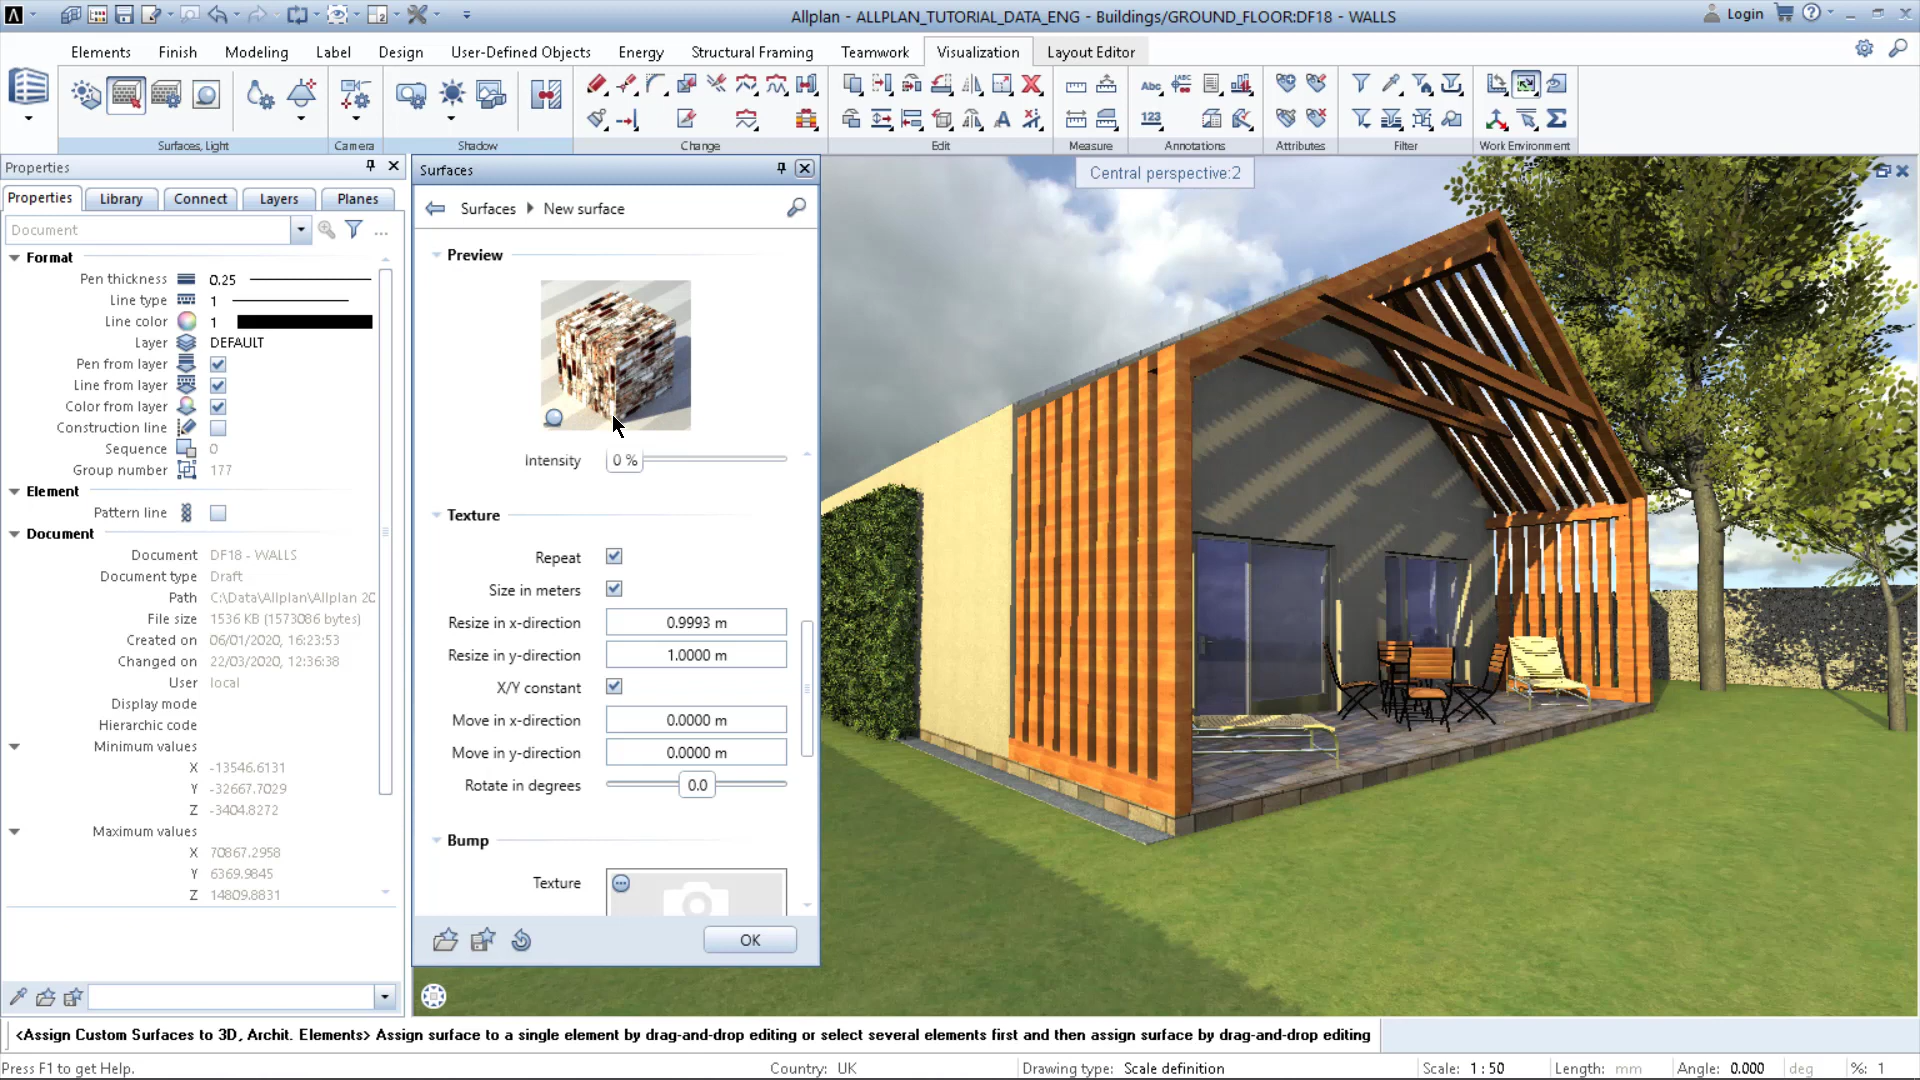 Allplan - ALLPLAN_TUTORIAL_DATA_ENG - Buildings/GROUND_FLOOR:DF18 - WALLS
Login
Elements
Finish
Modeling
Label
Design
User-Defined Objects
Energy
Structural Framing
Teamwork
Visualization
Layout Editor
Abc
ABC
123
Surfaces, Light
Camera
Shadow
Change
Edit
Measure
Annotations
Attributes
Filter
Work Environment
Properties
Properties
Library
Connect
Layers
Planes
Document
Format
Pen thickness 0.25
Line type 1
Line color 1
Layer DEFAULT
Pen from layer
Line from layer
Color from layer
Construction line
Sequence 0
Group number 177
Element
Pattern line
Document
Document DF18 - WALLS
Document type Draft
Path C:\Data\Allplan\Allplan 20
File size 1536 KB (1573086 bytes)
Created on 06/01/2020, 16:23:53
Changed on 22/03/2020, 12:36:38
User local
Display mode
Hierarchic code
Minimum values
X -13546.6131
Y -32667.7029
Z -3404.8272
Maximum values
X 70867.2958
Y 6369.9845
Z 14809.8831
Surfaces
Surfaces
New surface
Preview
Intensity 0 %
Texture
Repeat
Size in meters
Resize in x-direction 0.9993 m
Resize in y-direction 1.0000 m
X/Y constant
Move in x-direction 0.0000 m
Move in y-direction 0.0000 m
Rotate in degrees 0.0
Bump
Texture
OK
Central perspective:2
<Assign Custom Surfaces to 3D, Archit. Elements> Assign surface to a single element by drag-and-drop editing or select several elements first and then assign surface by drag-and-drop editing
Press F1 to get Help.
Country: UK
Drawing type: Scale definition
Scale: 1 : 50
Length: mm
Angle: 0.000 deg
%: 1